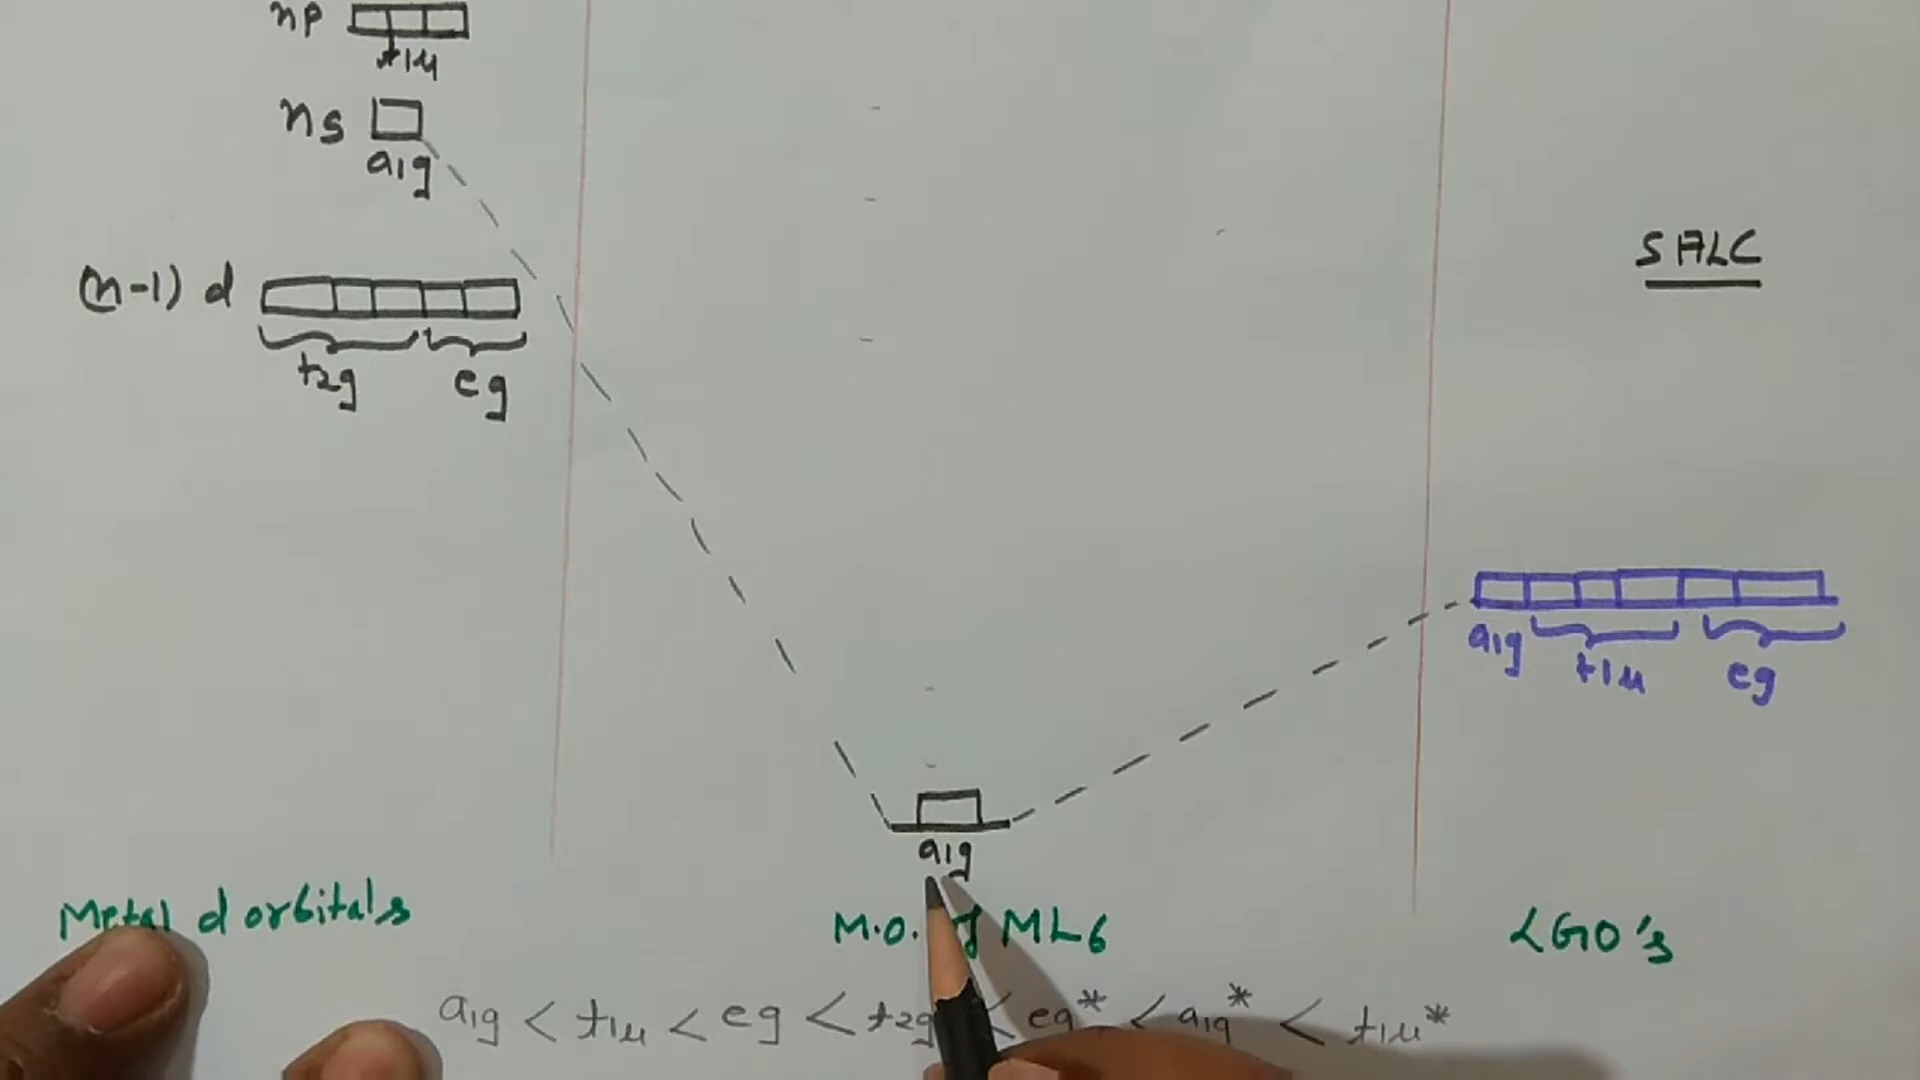 np
t1u
ns
a1g
(n-1) d
t2g eg
SALC
a1g t1u eg
a1g
Metal d orbitals
M.O. of ML6
LGO's
a1g < t1u < eg < t2g < eg* < a1g* < t1u*